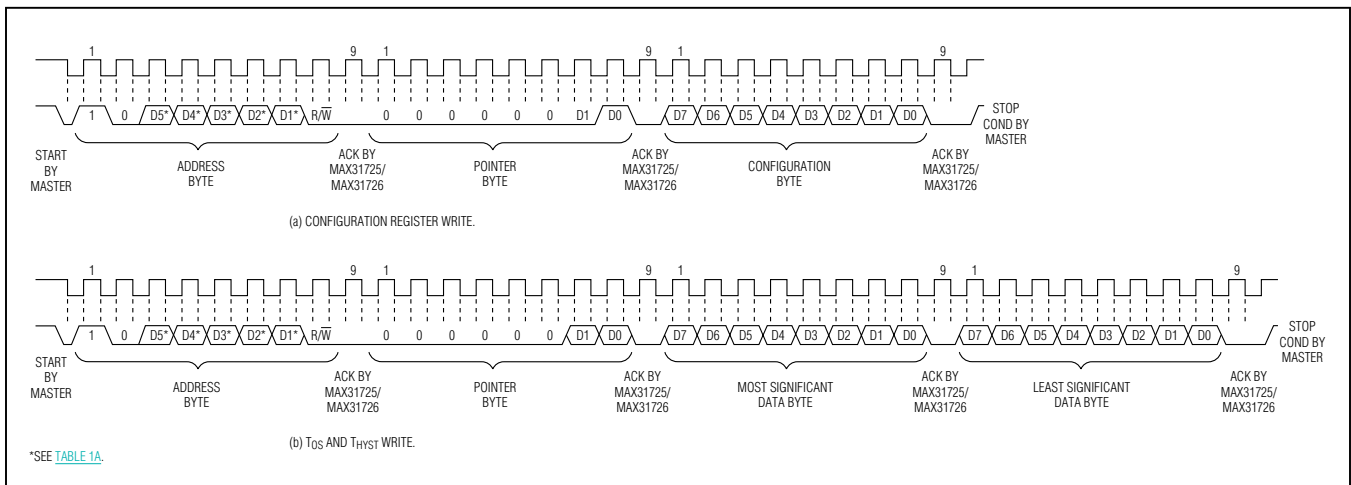 1 9 1 9 1 9
1 0 D5* D4* D3* D2* D1* R/W̅ 0 0 0 0 0 0 D1 D0 D7 D6 D5 D4 D3 D2 D1 D0
STOP
COND BY
MASTER
START
BY
MASTER
ADDRESS
BYTE
ACK BY
MAX31725/
MAX31726
POINTER
BYTE
ACK BY
MAX31725/
MAX31726
CONFIGURATION
BYTE
ACK BY
MAX31725/
MAX31726
(a) CONFIGURATION REGISTER WRITE.
1 9 1 9 1 9 1 9
1 0 D5* D4* D3* D2* D1* R/W̅ 0 0 0 0 0 0 D1 D0 D7 D6 D5 D4 D3 D2 D1 D0 D7 D6 D5 D4 D3 D2 D1 D0
STOP
COND BY
MASTER
START
BY
MASTER
ADDRESS
BYTE
ACK BY
MAX31725/
MAX31726
POINTER
BYTE
ACK BY
MAX31725/
MAX31726
MOST SIGNIFICANT
DATA BYTE
ACK BY
MAX31725/
MAX31726
LEAST SIGNIFICANT
DATA BYTE
ACK BY
MAX31725/
MAX31726
(b) TOS AND THYST WRITE.
*SEE TABLE 1A.